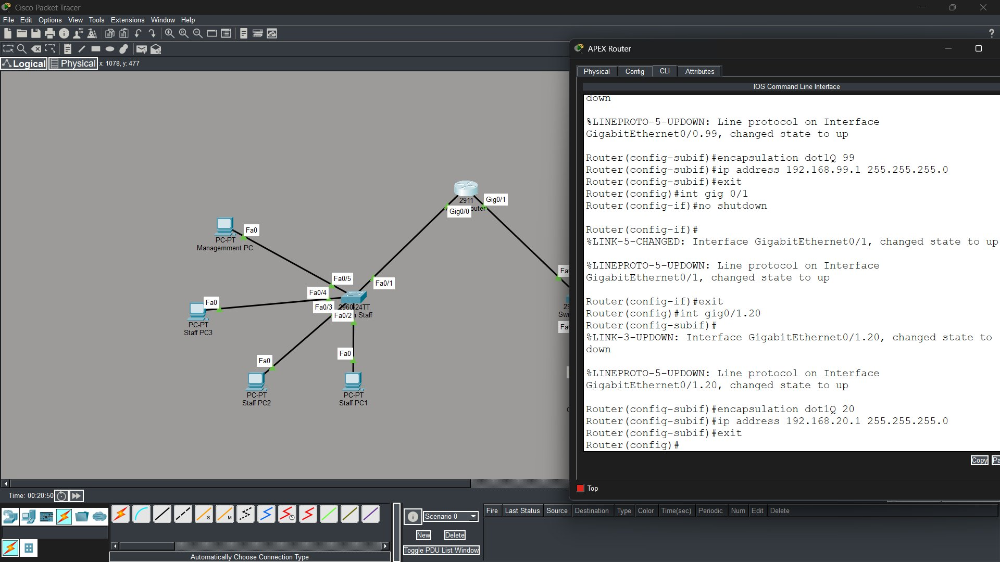 Cisco Packet Tracer
File Edit Options View Tools Extensions Window Help
?
Logical Physical x: 1078, y: 477
APEX Router
Physical Config CLI Attributes
IOS Command Line Interface
down
%LINEPROTO-5-UPDOWN: Line protocol on Interface
GigabitEthernet0/0.99, changed state to up
Router(config-subif)#encapsulation dot1Q 99
Router(config-subif)#ip address 192.168.99.1 255.255.255.0
Router(config-subif)#exit
Router(config)#int gig 0/1
Router(config-if)#no shutdown
Router(config-if)#
%LINK-5-CHANGED: Interface GigabitEthernet0/1, changed state to up
%LINEPROTO-5-UPDOWN: Line protocol on Interface
GigabitEthernet0/1, changed state to up
Router(config-if)#exit
Router(config)#int gig0/1.20
Router(config-subif)#
%LINK-3-UPDOWN: Interface GigabitEthernet0/1.20, changed state to
down
%LINEPROTO-5-UPDOWN: Line protocol on Interface
GigabitEthernet0/1.20, changed state to up
Router(config-subif)#encapsulation dot1Q 20
Router(config-subif)#ip address 192.168.20.1 255.255.255.0
Router(config-subif)#exit
Router(config)#
Copy
Top
2911
Gig0/1
Gig0/0
Fa0
PC-PT
Managemment PC
Fa0/5
Fa0/1
Fa0/4
Fa0/3
Fa0/2
Staff
Fa0
PC-PT
Staff PC3
Fa0
PC-PT
Staff PC2
Fa0
PC-PT
Staff PC1
Time: 00:20:50
S M
Scenario 0
New Delete
Toggle PDU List Window
Fire Last Status Source Destination Type Color Time(sec) Periodic Num Edit Delete
Automatically Choose Connection Type